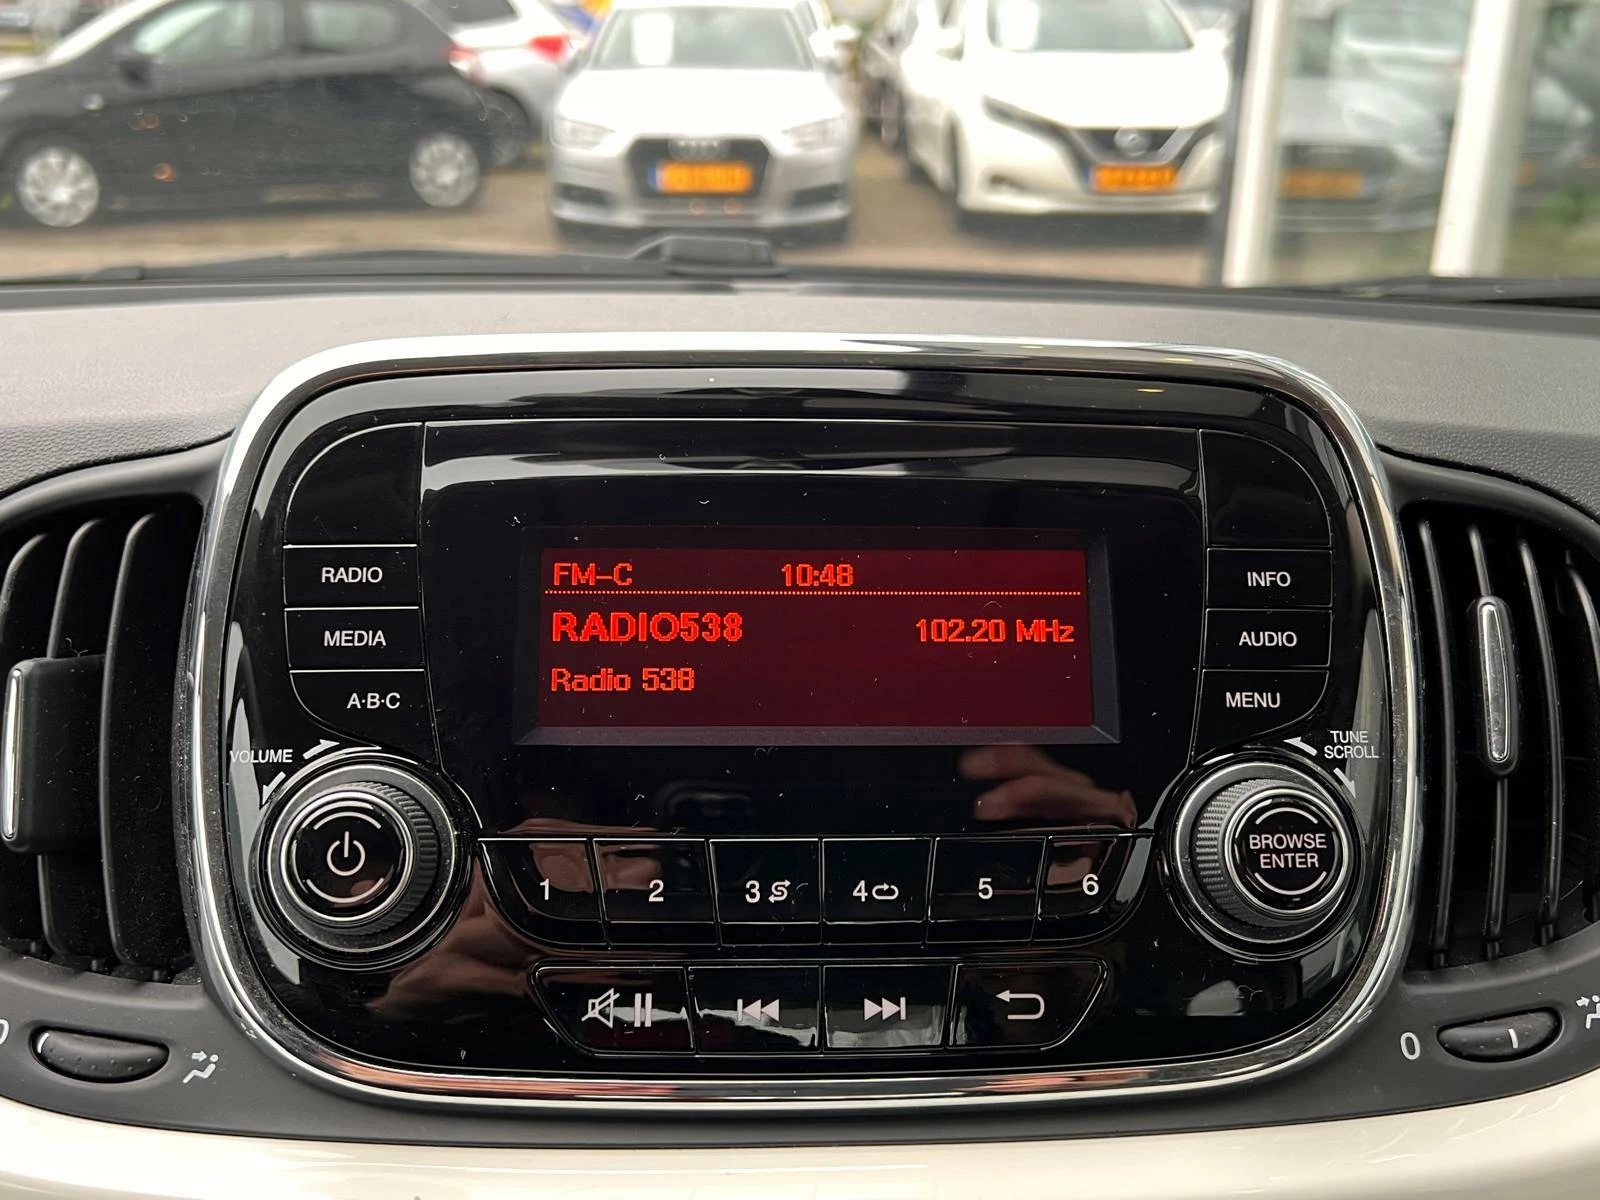 FM-C 10:48
RADIO538 102.20 MHz
Radio 538
RADIO
MEDIA
A·B·C
INFO
AUDIO
MENU
VOLUME
TUNE
SCROLL
BROWSE
ENTER
1 2 3 4 5 6
0
0